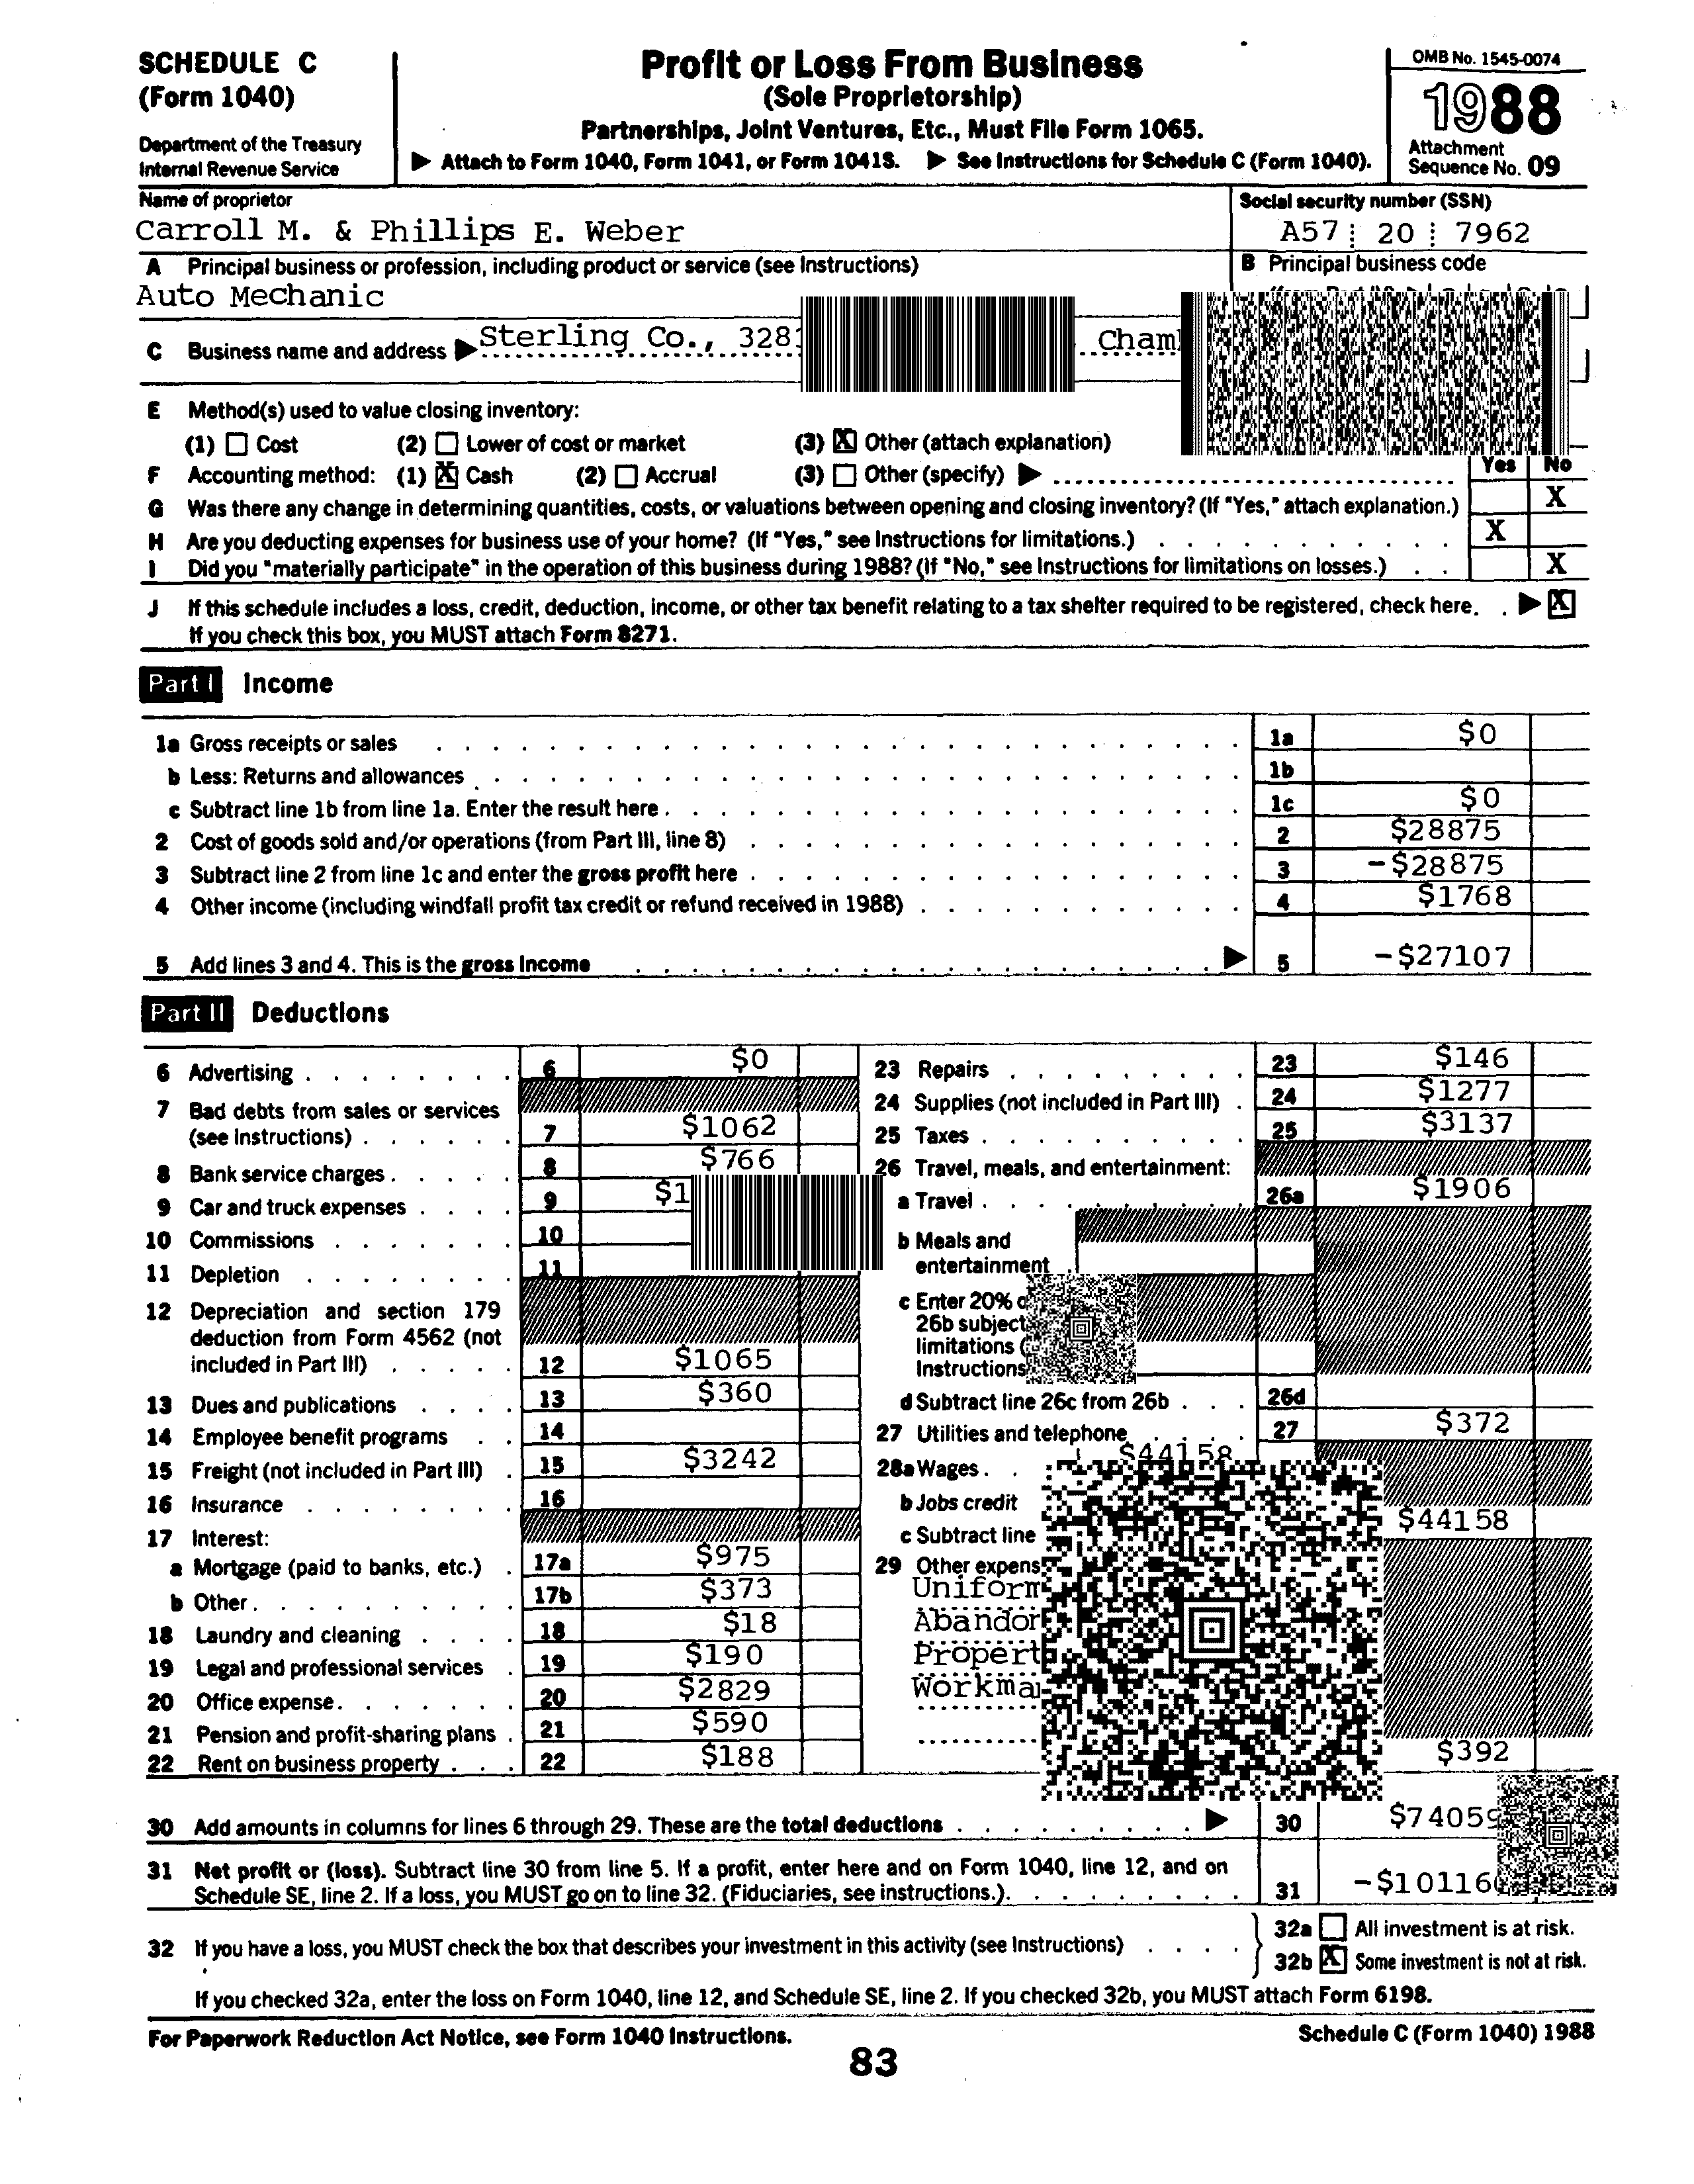 SCHEDULE C
(Form 1040)
Department of the Treasury
Internal Revenue Service
Profit or Loss From Business
(Sole Proprietorship)
Partnerships, Joint Ventures, Etc., Must File Form 1065.
▶ Attach to Form 1040, Form 1041, or Form 1041S. ▶ See Instructions for Schedule C (Form 1040).
OMB No. 1545-0074
1988
Attachment
Sequence No. 09
Name of proprietor
Carroll M. & Phillips E. Weber
Social security number (SSN)
A57 20 7962
A Principal business or profession, including product or service (see Instructions)
Auto Mechanic
B Principal business code
C Business name and address ▶ Sterling Co.,
E Method(s) used to value closing inventory:
(1) Cost (2) Lower of cost or market (3) X Other (attach explanation)
F Accounting method: (1) X Cash (2) Accrual (3) Other (specify) ▶
Yes No
G Was there any change in determining quantities, costs, or valuations between opening and closing inventory? (If "Yes," attach explanation.) X
H Are you deducting expenses for business use of your home? (If "Yes," see Instructions for limitations.) X
I Did you "materially participate" in the operation of this business during 1988? (If "No," see Instructions for limitations on losses.) X
J If this schedule includes a loss, credit, deduction, income, or other tax benefit relating to a tax shelter required to be registered, check here. ▶ X
If you check this box, you MUST attach Form 8271.
Part I Income
1a Gross receipts or sales 1a $0
b Less: Returns and allowances 1b
c Subtract line 1b from line 1a. Enter the result here 1c $0
2 Cost of goods sold and/or operations (from Part III, line 8) 2 $28875
3 Subtract line 2 from line 1c and enter the gross profit here 3 -$28875
4 Other income (including windfall profit tax credit or refund received in 1988) 4 $1768
5 Add lines 3 and 4. This is the gross income ▶ 5 -$27107
Part II Deductions
6 Advertising 6 $0
7 Bad debts from sales or services
(see Instructions) 7 $1062
8 Bank service charges 8 $766
9 Car and truck expenses 9
10 Commissions 10
11 Depletion 11
12 Depreciation and section 179
deduction from Form 4562 (not
included in Part III) 12 $1065
13 Dues and publications 13 $360
14 Employee benefit programs 14
15 Freight (not included in Part III) 15 $3242
16 Insurance 16
17 Interest:
a Mortgage (paid to banks, etc.) 17a $975
b Other 17b $373
18 Laundry and cleaning 18 $18
19 Legal and professional services 19 $190
20 Office expense 20 $2829
21 Pension and profit-sharing plans 21 $590
22 Rent on business property 22 $188
23 Repairs 23 $146
24 Supplies (not included in Part III) 24 $1277
25 Taxes 25 $3137
26 Travel, meals, and entertainment:
a Travel 26a $1906
b Meals and
entertainment
c Enter 20%
26b subject
limitations
Instructions
d Subtract line 26c from 26b 26d
27 Utilities and telephone 27 $372
28a Wages $44158
b Jobs credit
c Subtract line $44158
29 Other
$392
30 Add amounts in columns for lines 6 through 29. These are the total deductions ▶ 30
31 Net profit or (loss). Subtract line 30 from line 5. If a profit, enter here and on Form 1040, line 12, and on
Schedule SE, line 2. If a loss, you MUST go on to line 32. (Fiduciaries, see instructions.) 31
32 If you have a loss, you MUST check the box that describes your investment in this activity (see Instructions)
32a All investment is at risk.
32b X Some investment is not at risk.
If you checked 32a, enter the loss on Form 1040, line 12, and Schedule SE, line 2. If you checked 32b, you MUST attach Form 6198.
For Paperwork Reduction Act Notice, see Form 1040 Instructions.
Schedule C (Form 1040) 1988
83